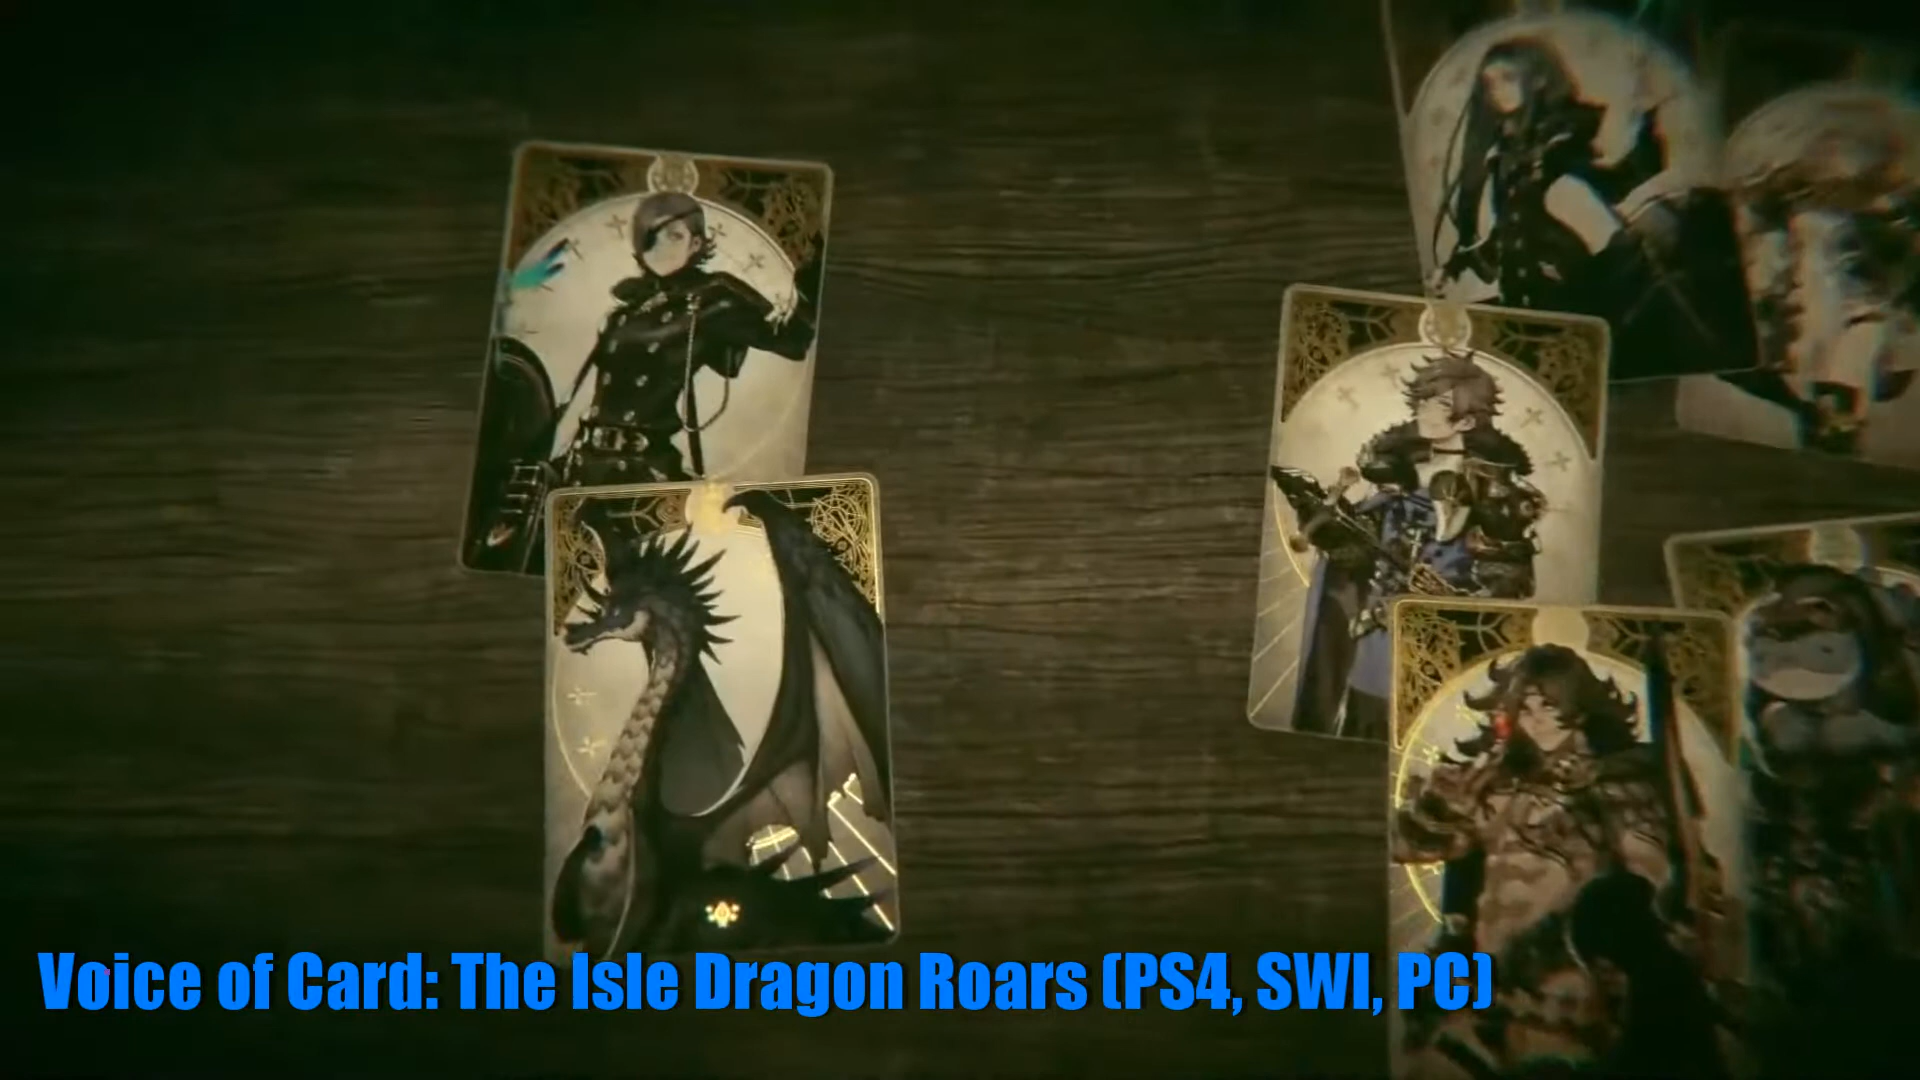 Voice of Card: The Isle Dragon Roars (PS4, SWI, PC)